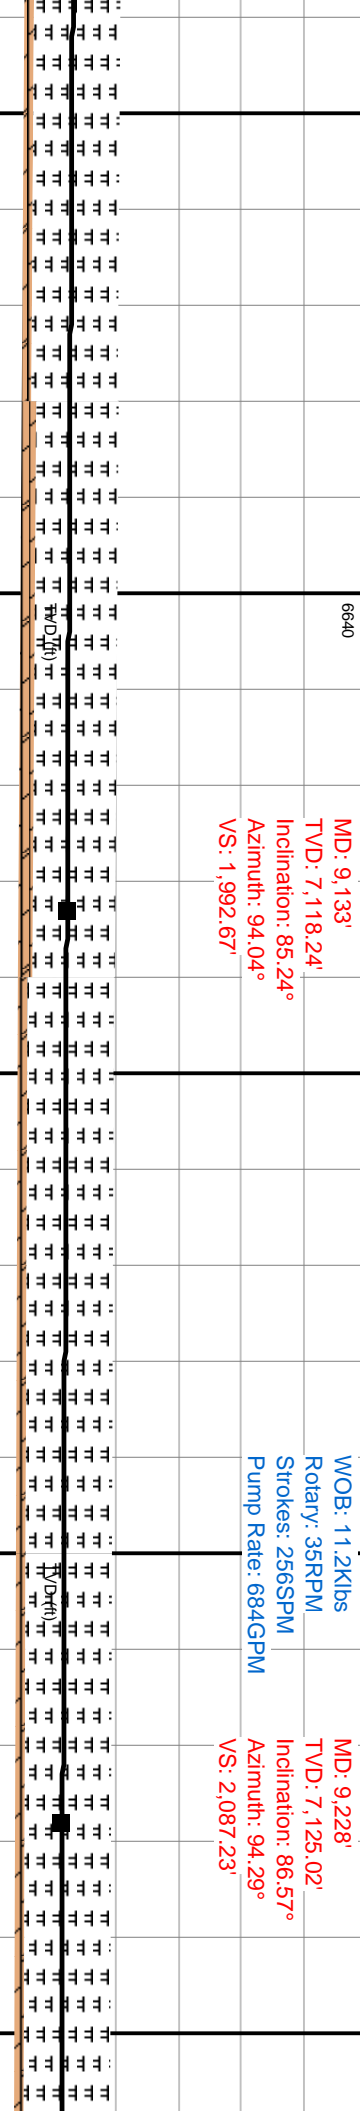 6640
TVD (ft)
MD: 9,133'
TVD: 7,118.24'
Inclination: 85.24°
Azimuth: 94.04°
VS: 1,992.67'
WOB: 11.2Klbs
Rotary: 35RPM
Strokes: 256SPM
Pump Rate: 684GPM
TVD (ft)
MD: 9,228'
TVD: 7,125.02'
Inclination: 86.57°
Azimuth: 94.29°
VS: 2,087.23'